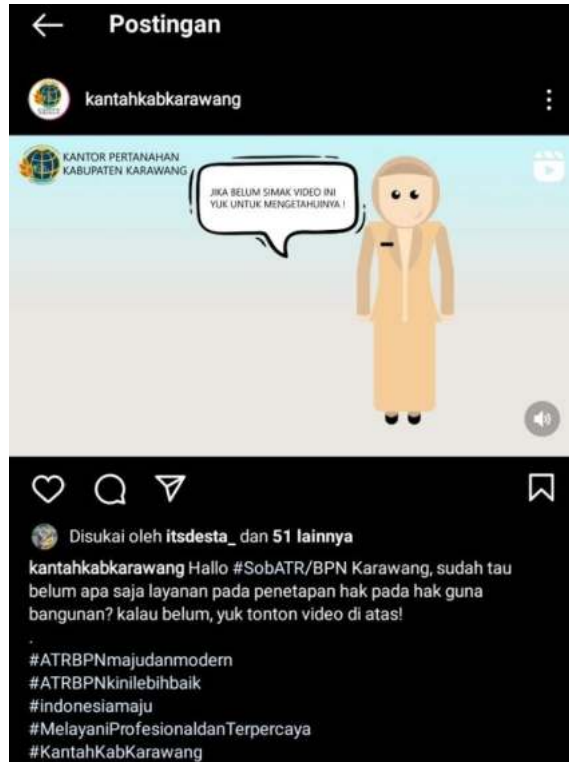 Postingan
kantahkabkarawang
KANTOR PERTANAHAN
KABUPATEN KARAWANG
JIKA BELUM SIMAK VIDEO INI
YUK UNTUK MENGETAHUINYA !
Disukai oleh itsdesta_ dan 51 lainnya
kantahkabkarawang Hallo #SobATR/BPN Karawang, sudah tau
belum apa saja layanan pada penetapan hak pada hak guna
bangunan? kalau belum, yuk tonton video di atas!
.
#ATRBPNmajudanmodern
#ATRBPNkinilebihbaik
#indonesiamaju
#MelayaniProfesionaldanTerpercaya
#KantahKabKarawang